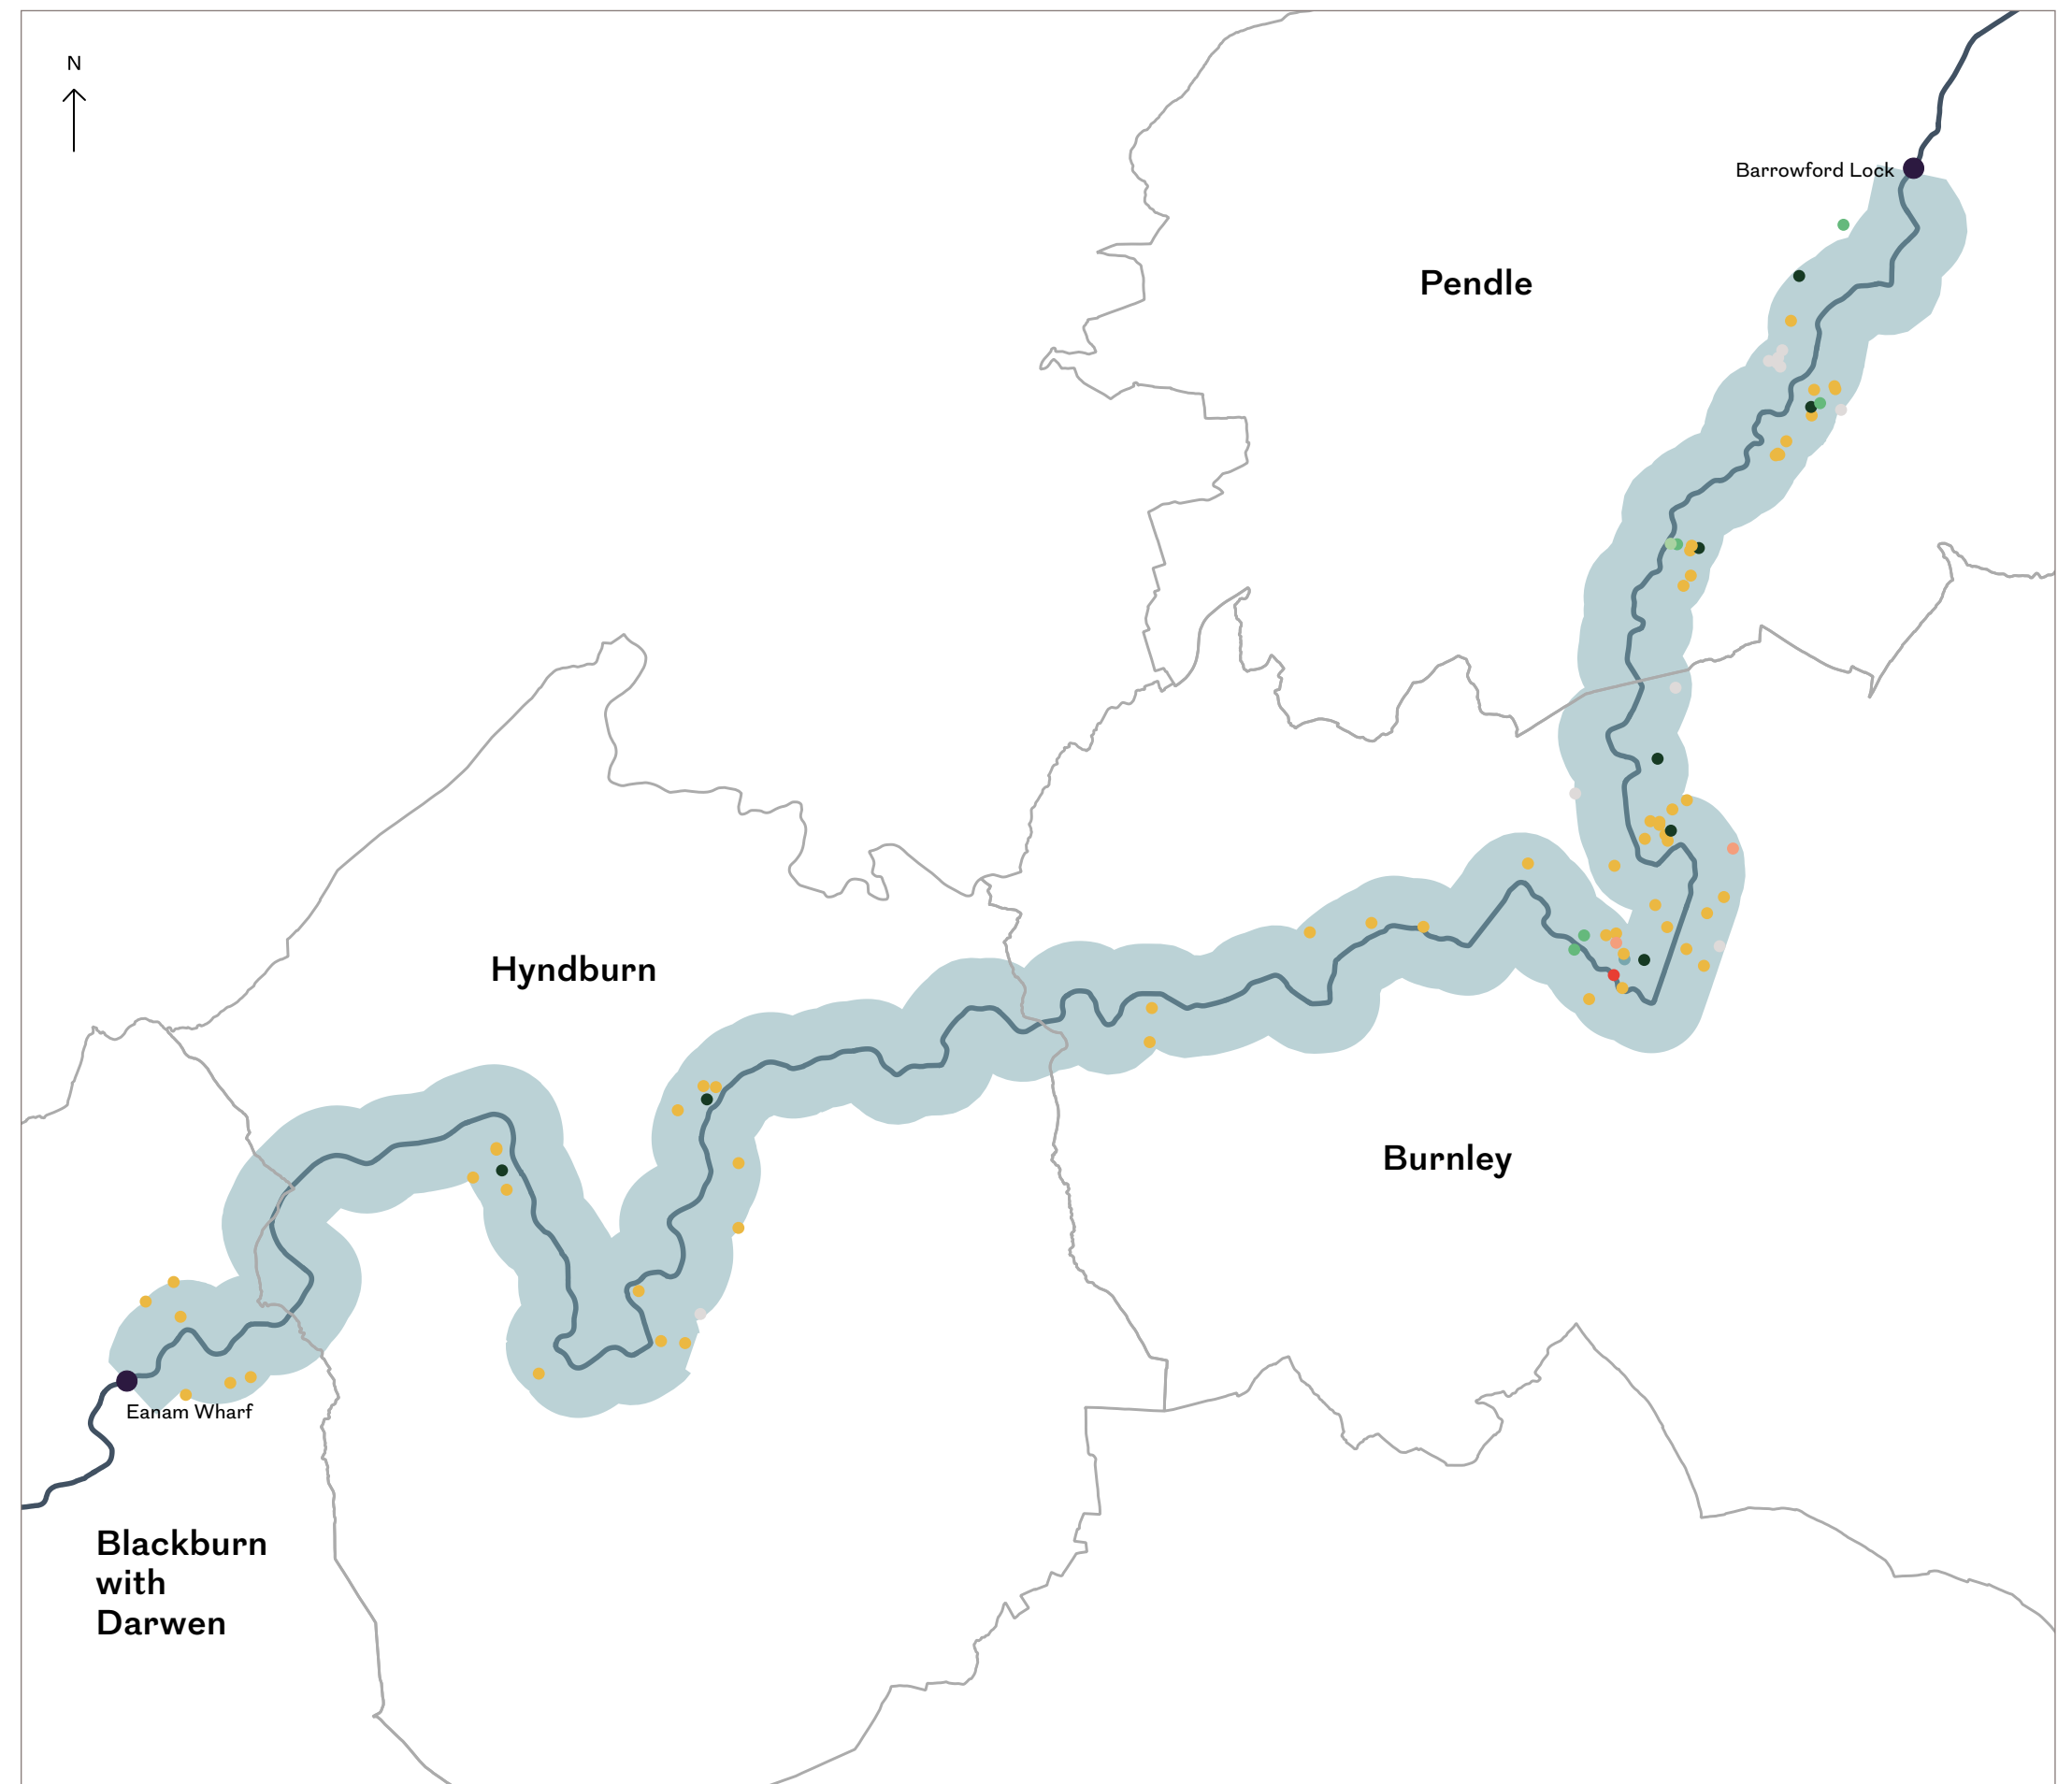 N
Barrowford Lock
Pendle
Hyndburn
Burnley
Eanam Wharf
Blackburn
with
Darwen